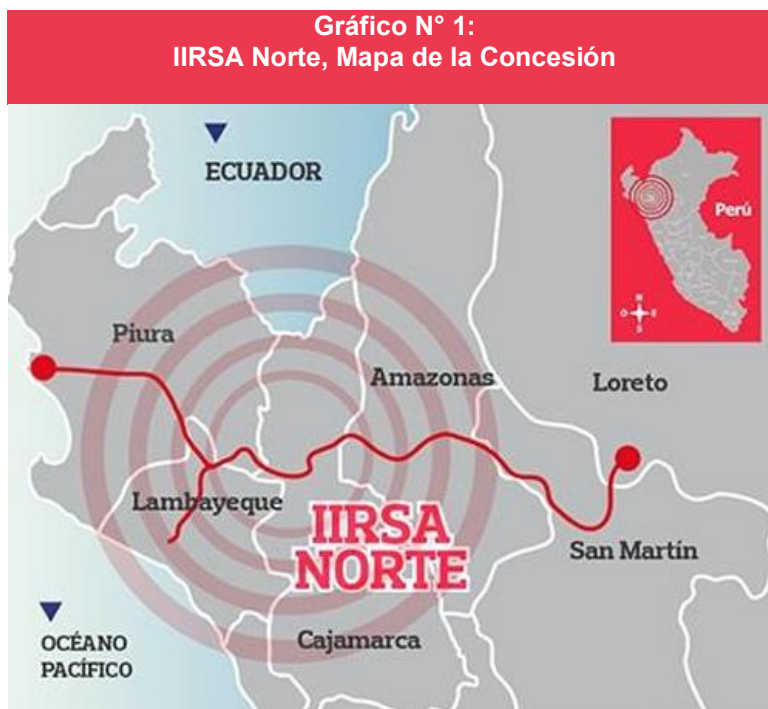 Gráfico N° 1:
IIRSA Norte, Mapa de la Concesión
ECUADOR
Perú
N
O E
S
Piura
Amazonas
Loreto
Lambayeque
IIRSA
NORTE
San Martín
OCÉANO
PACÍFICO
Cajamarca